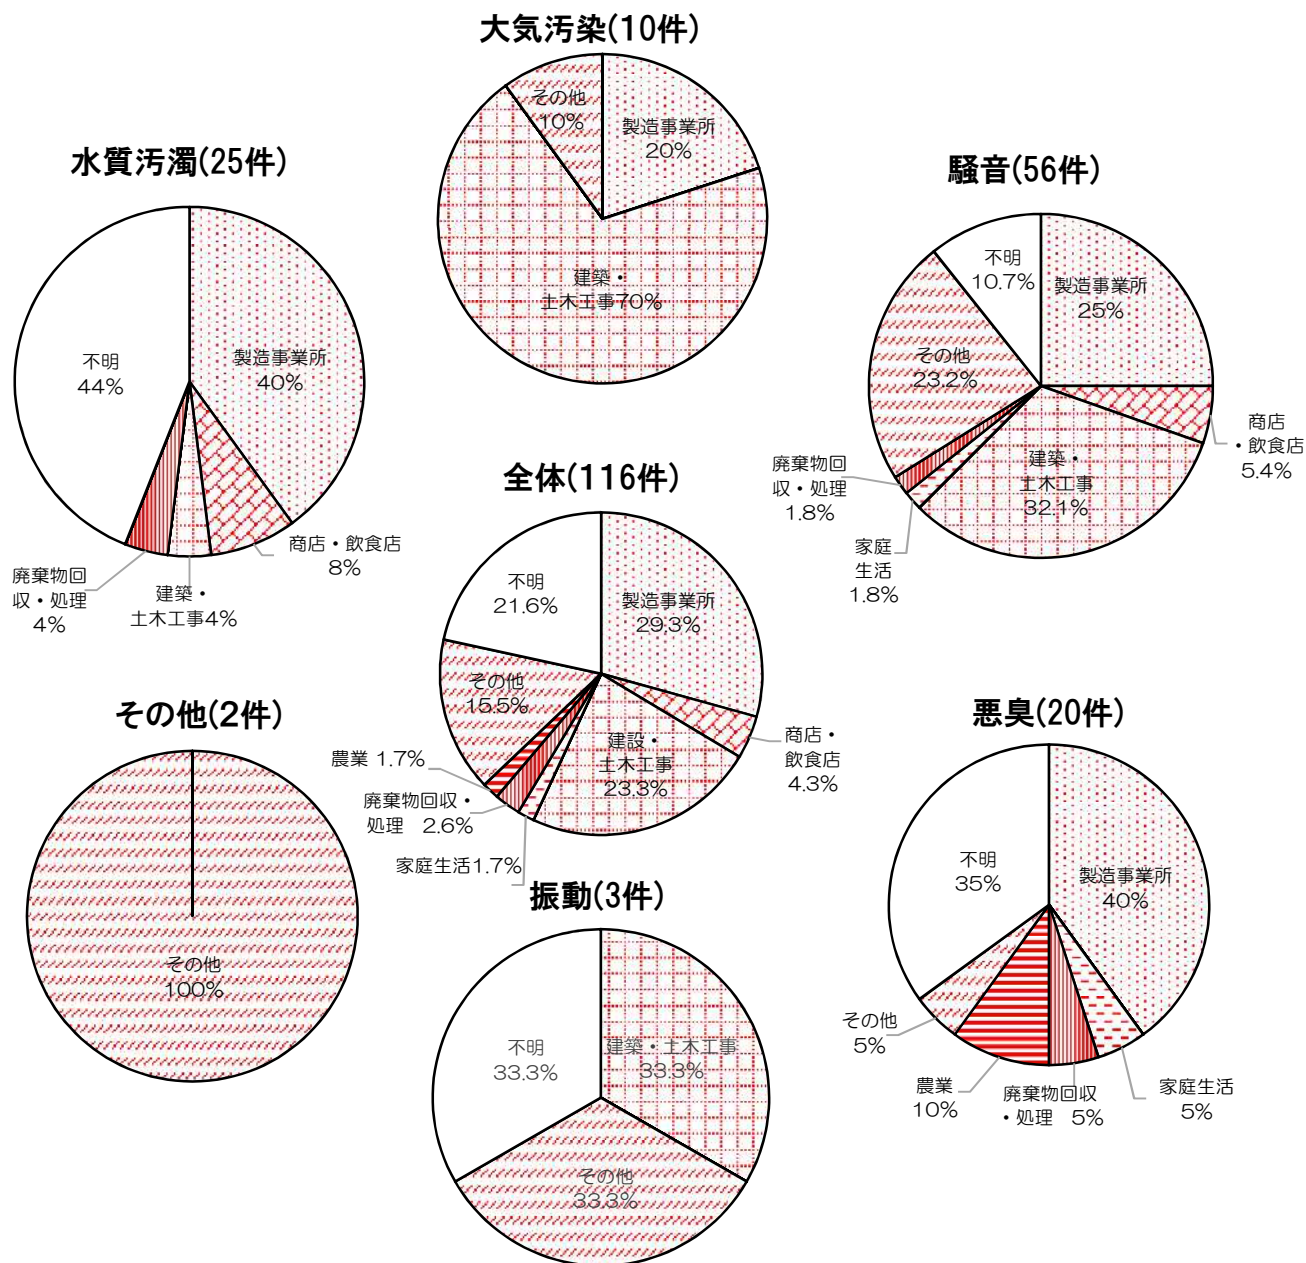 大気汚染(10件)
その他
10%
製造事業所
20%
建築・
土木工事70%
水質汚濁(25件)
不明
44%
製造事業所
40%
商店・飲食店
8%
建築・
土木工事4%
廃棄物回
収・処理
4%
騒音(56件)
不明
10.7%
製造事業所
25%
その他
23.2%
商店
・飲食店
5.4%
建築・
土木工事
32.1%
廃棄物回
収・処理
1.8%
家庭
生活
1.8%
全体(116件)
不明
21.6%
製造事業所
29.3%
その他
15.5%
商店・
飲食店
4.3%
建設・
土木工事
23.3%
農業 1.7%
廃棄物回収・
処理 2.6%
家庭生活1.7%
その他(2件)
その他
100%
振動(3件)
不明
33.3%
建築・土木工事
33.3%
その他
33.3%
悪臭(20件)
不明
35%
製造事業所
40%
その他
5%
農業
10%
廃棄物回収
・処理 5%
家庭生活
5%